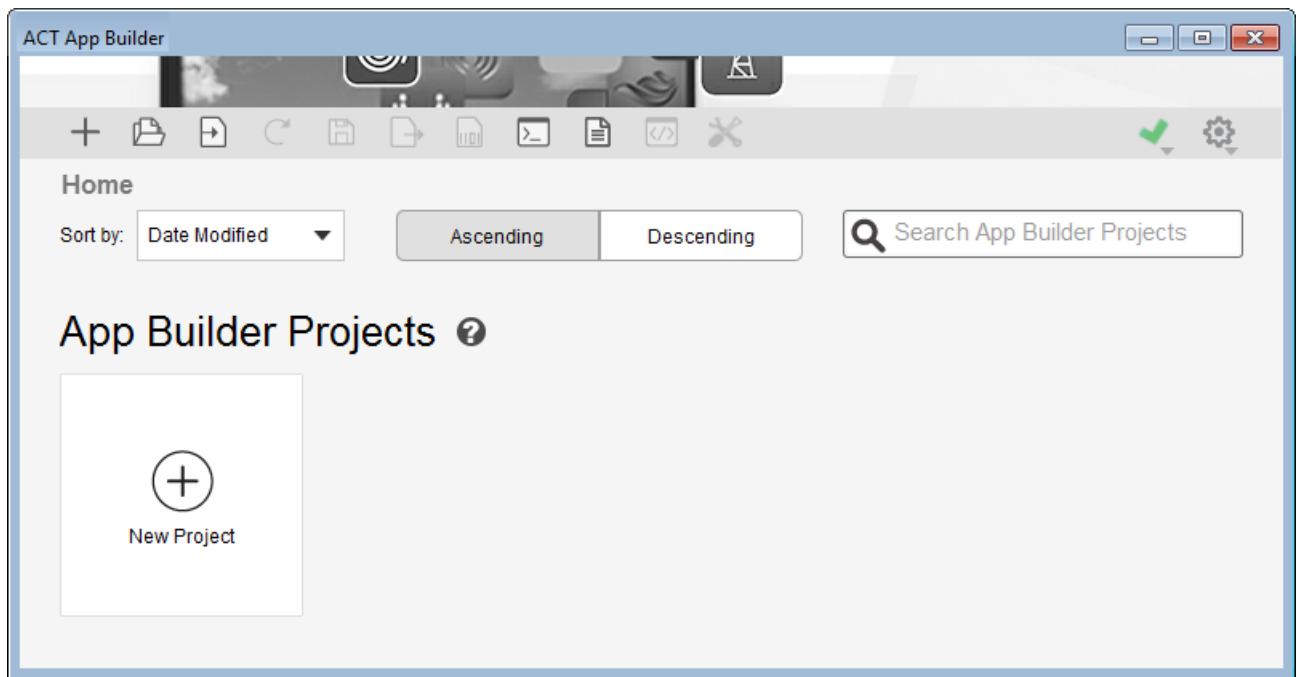 ACT App Builder
Home
Sort by: Date Modified Ascending Descending Search App Builder Projects
App Builder Projects
New Project